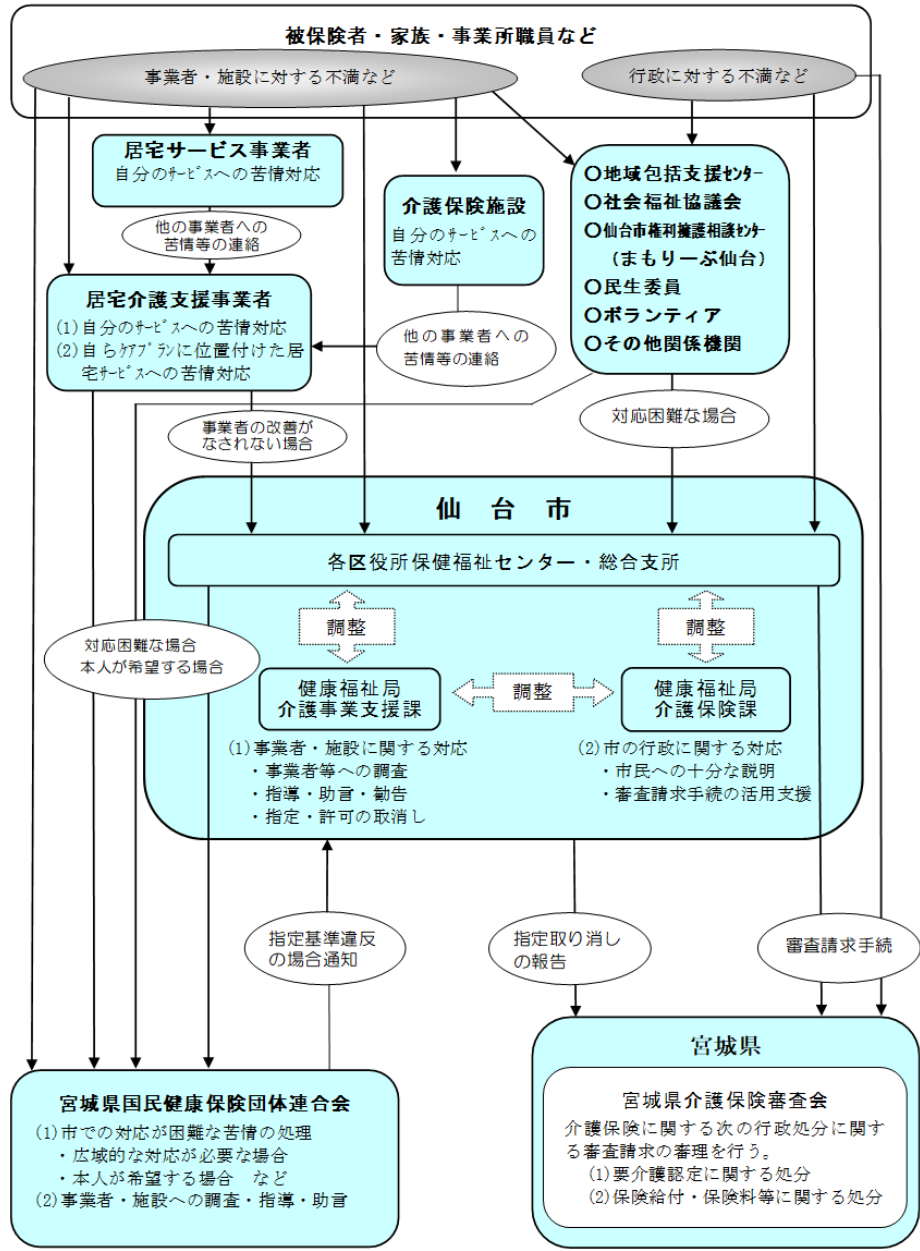 被保険者・家族・事業所職員など
事業者・施設に対する不満など
行政に対する不満など
居宅サービス事業者
自分のサービスへの苦情対応
他の事業者への
苦情等の連絡
介護保険施設
自分のサービスへの
苦情対応
〇地域包括支援センター
〇社会福祉協議会
〇仙台市権利擁護相談センター
（まもりーぶ仙台）
〇民生委員
〇ボランティア
〇その他関係機関
居宅介護支援事業者
(1)自分のサービスへの苦情対応
(2)自らケアプランに位置付けた居
宅サービスへの苦情対応
他の事業者への
苦情等の連絡
事業者の改善が
なされない場合
対応困難な場合
仙台市
各区役所保健福祉センター・総合支所
調整
調整
対応困難な場合
本人が希望する場合
健康福祉局
介護事業支援課
調整
健康福祉局
介護保険課
(1)事業者・施設に関する対応
・事業者等への調査
・指導・助言・勧告
・指定・許可の取消し
(2)市の行政に関する対応
・市民への十分な説明
・審査請求手続の活用支援
指定基準違反
の場合通知
指定取り消し
の報告
審査請求手続
宮城県国民健康保険団体連合会
(1)市での対応が困難な苦情の処理
・広域的な対応が必要な場合
・本人が希望する場合　など
(2)事業者・施設への調査・指導・助言
宮城県
宮城県介護保険審査会
介護保険に関する次の行政処分に関す
る審査請求の審理を行う。
(1)要介護認定に関する処分
(2)保険給付・保険料等に関する処分